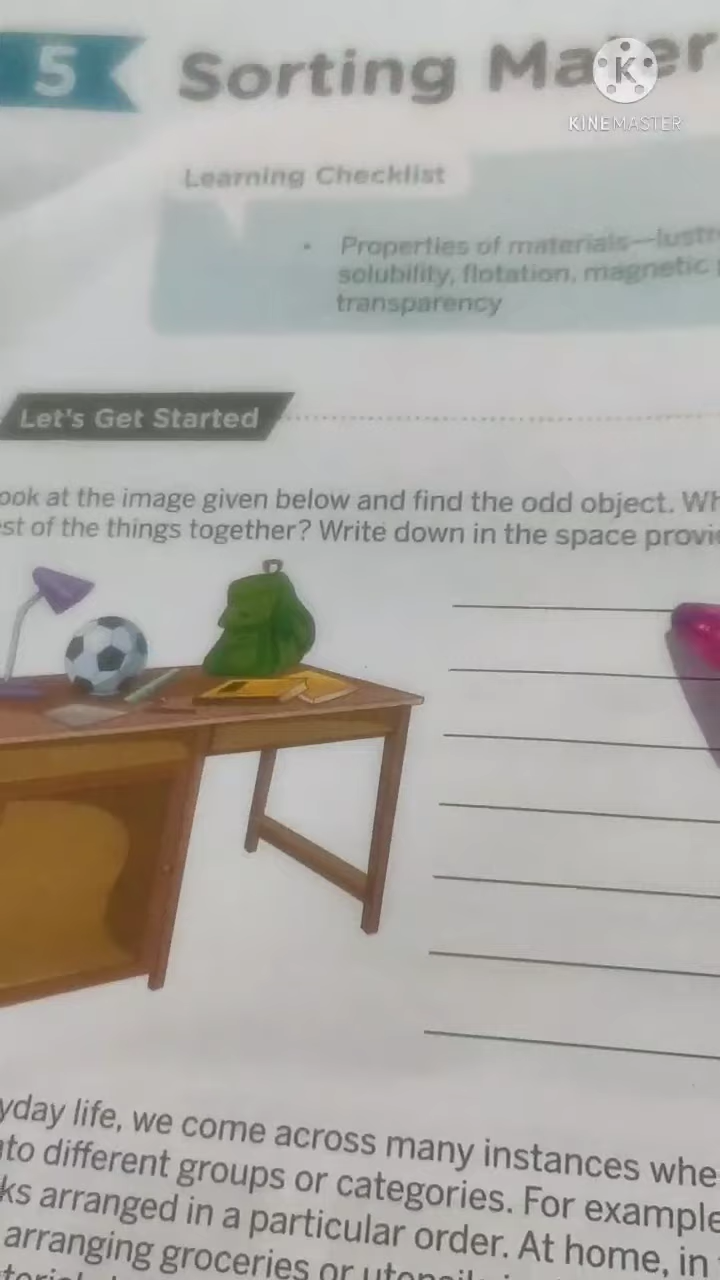 5
Sorting Mater
K
KINEMASTER
Learning Checklist
• Properties of materials—lustr
solubility, flotation, magnetic
transparency
Let's Get Started
ook at the image given below and find the odd object. Wh
est of the things together? Write down in the space provi
yday life, we come across many instances whe
nto different groups or categories. For example
ks arranged in a particular order. At home, in
arranging groceries or